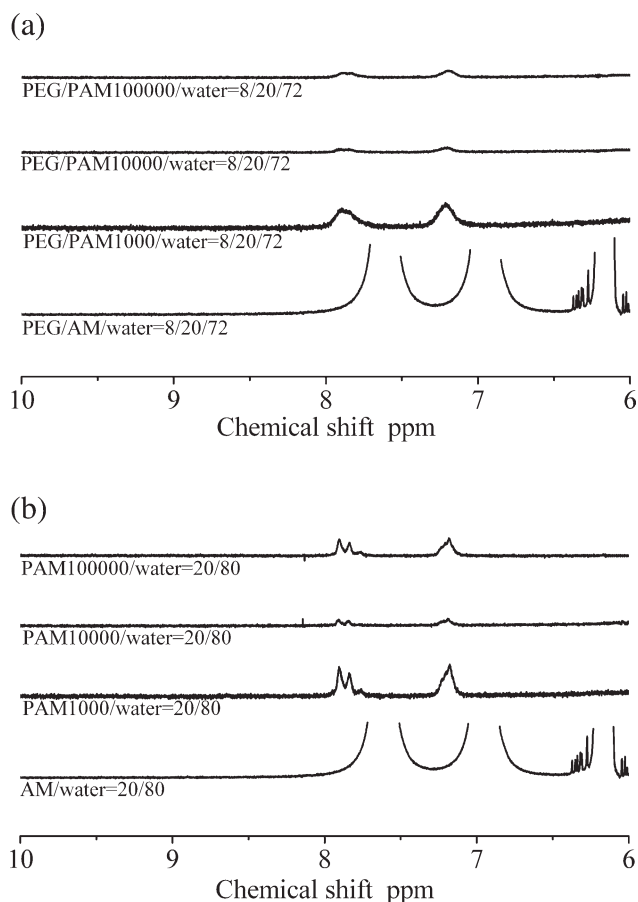 (a)
PEG/PAM100000/water=8/20/72
PEG/PAM10000/water=8/20/72
PEG/PAM1000/water=8/20/72
PEG/AM/water=8/20/72
10 9 8 7 6
Chemical shift ppm
(b)
PAM100000/water=20/80
PAM10000/water=20/80
PAM1000/water=20/80
AM/water=20/80
10 9 8 7 6
Chemical shift ppm